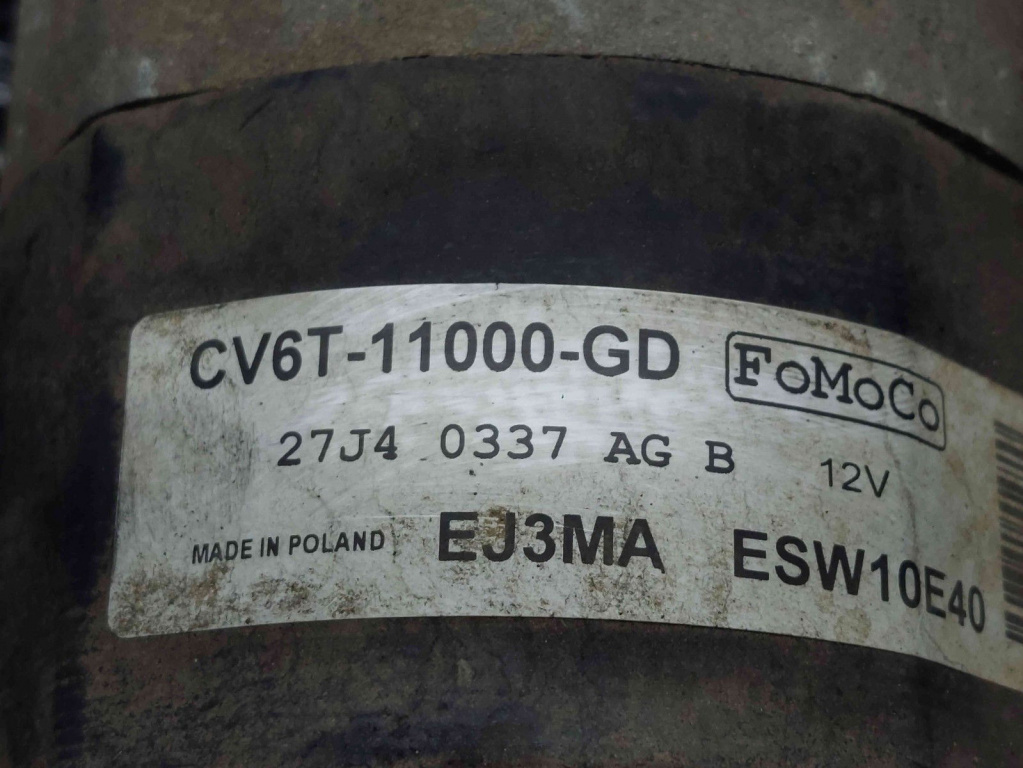 CV6T-11000-GD FoMoCo
27J4 0337 AG B 12V
MADE IN POLAND EJ3MA ESW10E40